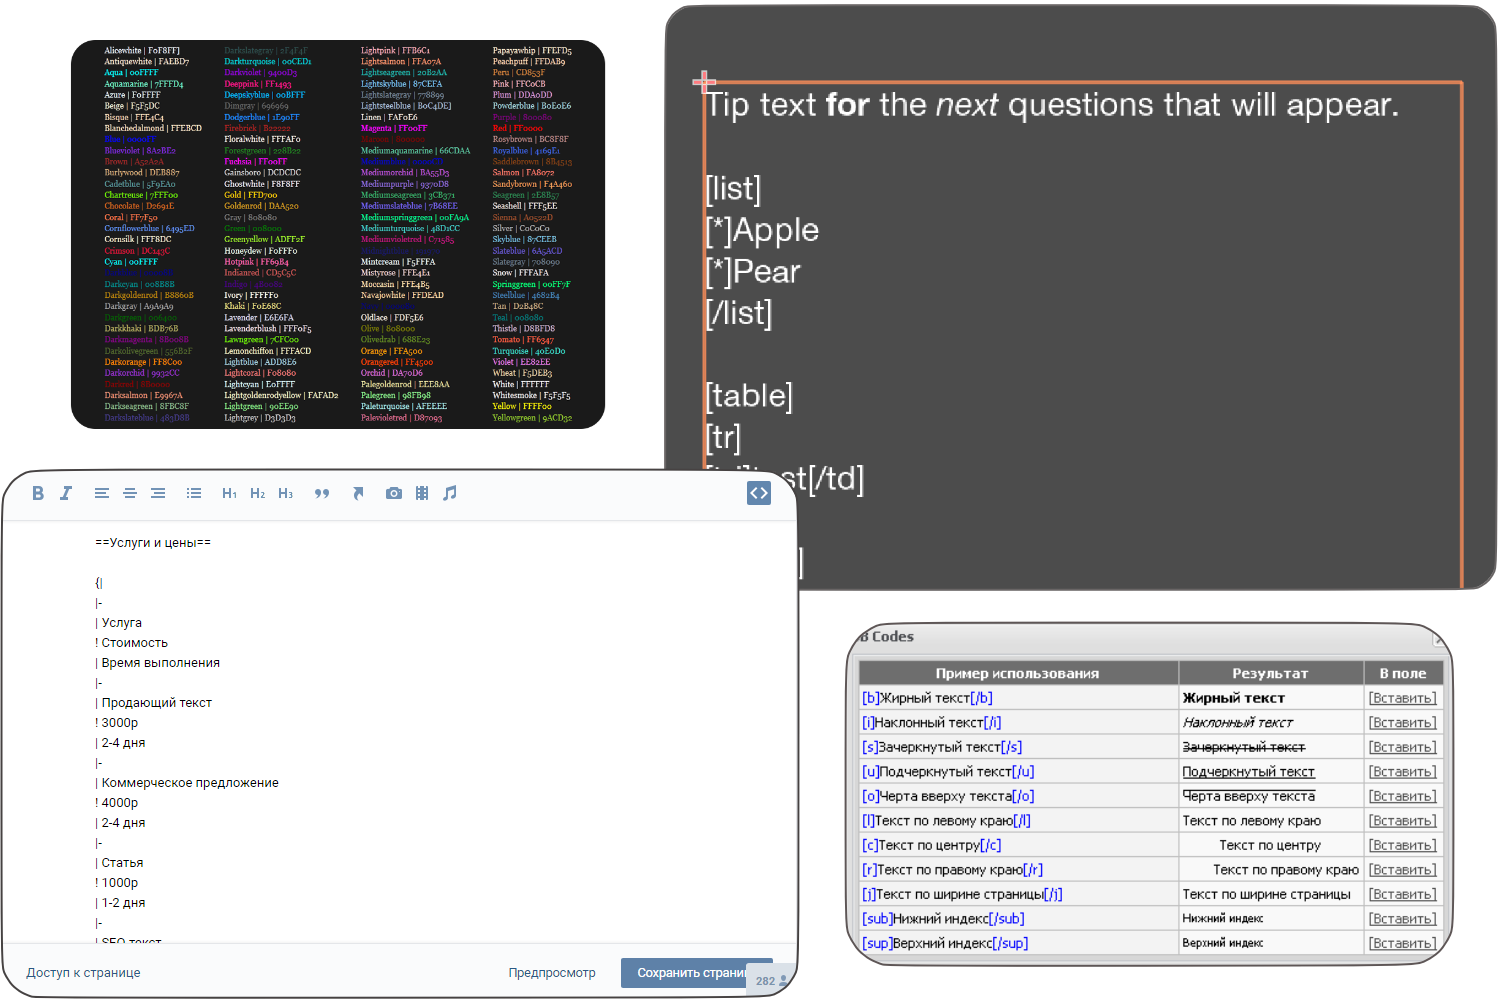 Alicewhite | F0F8FF]
Antiquewhite | FAEBD7
Aqua | 00FFFF
Aquamarine | 7FFFD4
Azure | F0FFFF
Beige | F5F5DC
Bisque | FFE4C4
Blanchedalmond | FFEBCD
Blueviolet | 8A2BE2
Brown | A52A2A
Burlywood | DEB887
Cadetblue | 5F9EA0
Chartreuse | 7FFF00
Chocolate | D2691E
Coral | FF7F50
Cornflowerblue | 6495ED
Cornsilk | FFF8DC
Crimson | DC143C
Cyan | 00FFFF
Darkcyan | 008B8B
Darkgoldenrod | B8860B
Darkgray | A9A9A9
Darkgreen | 006400
Darkkhaki | BDB76B
Darkmagenta | 8B008B
Darkolivegreen | 556B2F
Darkorange | FF8C00
Darkorchid | 9932CC
Darkred | 8B0000
Darksalmon | E9967A
Darkseagreen | 8FBC8F
Darkslateblue | 483D8B
Darkslategray | 2F4F4F
Darkturquoise | 00CED1
Darkviolet | 9400D3
Deeppink | FF1493
Deepskyblue | 00BFFF
Dimgray | 696969
Dodgerblue | 1E90FF
Firebrick | B22222
Floralwhite | FFFAF0
Forestgreen | 228B22
Fuchsia | FF00FF
Gainsboro | DCDCDC
Ghostwhite | F8F8FF
Gold | FFD700
Goldenrod | DAA520
Gray | 808080
Green | 008000
Greenyellow | ADFF2F
Honeydew | F0FFF0
Hotpink | FF69B4
Indianred | CD5C5C
Ivory | FFFFF0
Khaki | F0E68C
Lavender | E6E6FA
Lavenderblush | FFF0F5
Lawngreen | 7CFC00
Lemonchiffon | FFFACD
Lightblue | ADD8E6
Lightcoral | F08080
Lightcyan | E0FFFF
Lightgoldenrodyellow | FAFAD2
Lightgreen | 90EE90
Lightgrey | D3D3D3
Lightpink | FFB6C1
Lightsalmon | FFA07A
Lightseagreen | 20B2AA
Lightskyblue | 87CEFA
Lightslategray | 778899
Lightsteelblue | B0C4DE]
Linen | FAF0E6
Magenta | FF00FF
Mediumaquamarine | 66CDAA
Mediumorchid | BA55D3
Mediumpurple | 9370D8
Mediumseagreen | 3CB371
Mediumslateblue | 7B68EE
Mediumspringgreen | 00FA9A
Mediumturquoise | 48D1CC
Mediumvioletred | C71585
Mintcream | F5FFFA
Mistyrose | FFE4E1
Moccasin | FFE4B5
Navajowhite | FFDEAD
Oldlace | FDF5E6
Olive | 808000
Olivedrab | 688E23
Orange | FFA500
Orangered | FF4500
Orchid | DA70D6
Palegoldenrod | EEE8AA
Palegreen | 98FB98
Paleturquoise | AFEEEE
Palevioletred | D87093
Papayawhip | FFEFD5
Peachpuff | FFDAB9
Peru | CD853F
Pink | FFC0CB
Plum | DDA0DD
Powderblue | B0E0E6
Purple | 800080
Red | FF0000
Rosybrown | BC8F8F
Royalblue | 4169E1
Saddlebrown | 8B4513
Salmon | FA8072
Sandybrown | F4A460
Seagreen | 2E8B57
Seashell | FFF5EE
Sienna | A0522D
Silver | C0C0C0
Skyblue | 87CEEB
Slateblue | 6A5ACD
Slategray | 708090
Snow | FFFAFA
Springgreen | 00FF7F
Steelblue | 4682B4
Tan | D2B48C
Teal | 008080
Thistle | D8BFD8
Tomato | FF6347
Turquoise | 40E0D0
Violet | EE82EE
Wheat | F5DEB3
White | FFFFFF
Whitesmoke | F5F5F5
Yellow | FFFF00
Yellowgreen | 9ACD32
Tip text for the next questions that will appear.
[list]
[*]Apple
[*]Pear
[/list]
[table]
[tr]
st[/td]
]
B I H1 H2 H3
==Услуги и цены==
{|
|-
| Услуга
! Стоимость
| Время выполнения
|-
| Продающий текст
! 3000р
| 2-4 дня
|-
| Коммерческое предложение
! 4000р
| 2-4 дня
|-
| Статья
! 1000р
| 1-2 дня
|-
| SEO текст
Доступ к странице Предпросмотр Сохранить страни
282
B Codes
Пример использования Результат В поле
[b]Жирный текст[/b] Жирный текст [Вставить]
[i]Наклонный текст[/i] Наклонный текст [Вставить]
[s]Зачеркнутый текст[/s] Зачеркнутый текст [Вставить]
[u]Подчеркнутый текст[/u] Подчеркнутый текст [Вставить]
[o]Черта вверху текста[/o] Черта вверху текста [Вставить]
[l]Текст по левому краю[/l] Текст по левому краю [Вставить]
[c]Текст по центру[/c] Текст по центру [Вставить]
[r]Текст по правому краю[/r] Текст по правому краю [Вставить]
[j]Текст по ширине страницы[/j] Текст по ширине страницы [Вставить]
[sub]Нижний индекс[/sub] Нижний индекс [Вставить]
[sup]Верхний индекс[/sup] Верхний индекс [Вставить]